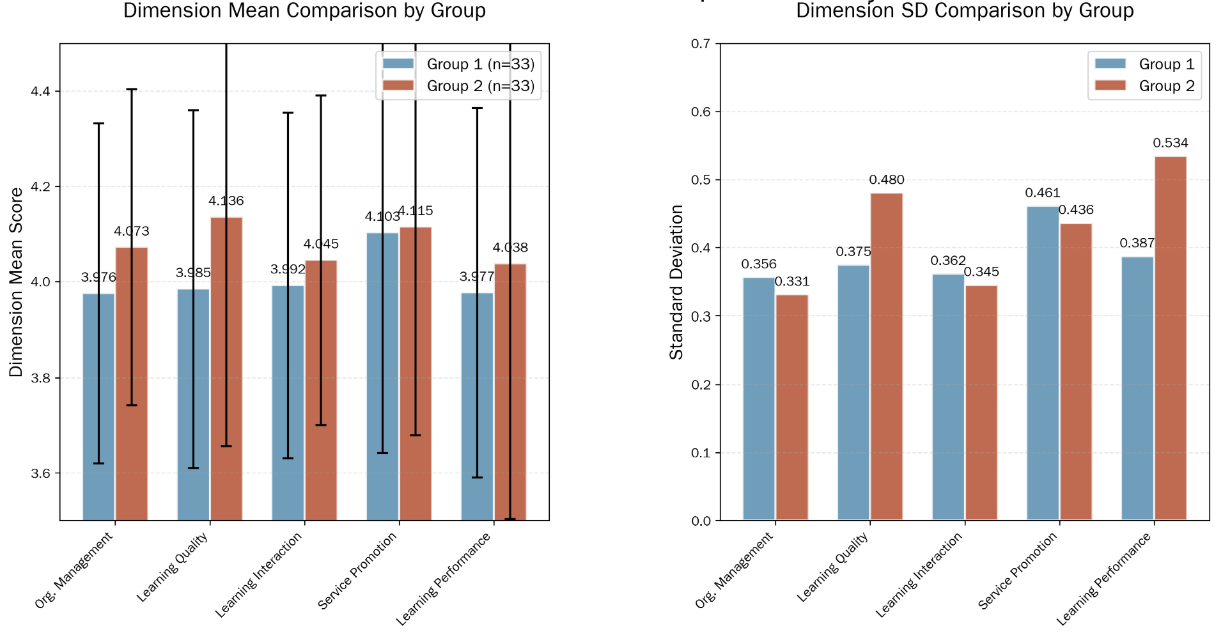 Dimension Mean Comparison by Group
Dimension Mean Score
4.4
4.2
4.0
3.8
3.6
Group 1 (n=33)
Group 2 (n=33)
3.976
4.073
3.985
4.136
3.992
4.045
4.103
4.115
3.977
4.038
Org. Management
Learning Quality
Learning Interaction
Service Promotion
Learning Performance
Dimension SD Comparison by Group
Standard Deviation
0.7
0.6
0.5
0.4
0.3
0.2
0.1
0.0
Group 1
Group 2
0.356
0.331
0.375
0.480
0.362
0.345
0.461
0.436
0.387
0.534
Org. Management
Learning Quality
Learning Interaction
Service Promotion
Learning Performance